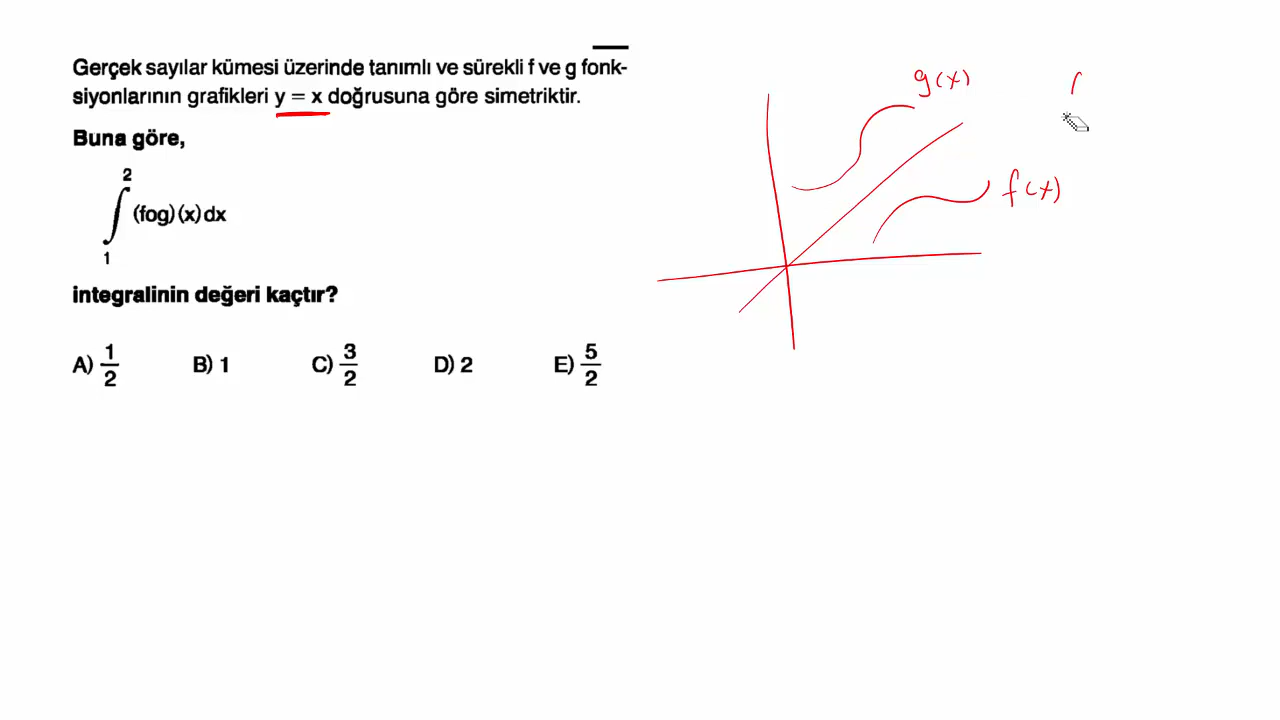 Gerçek sayılar kümesi üzerinde tanımlı ve sürekli f ve g fonk-
siyonlarının grafikleri y = x doğrusuna göre simetriktir.
Buna göre,
2
∫ (fog)(x)dx
1
integralinin değeri kaçtır?
A) 1/2 B) 1 C) 3/2 D) 2 E) 5/2
g(x)
f(x)